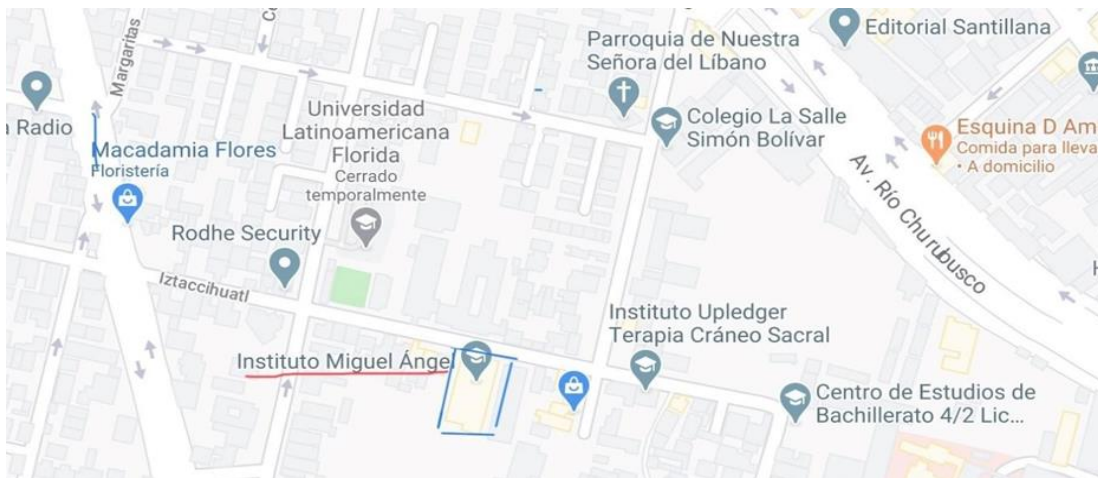 Margaritas
Parroquia de Nuestra
Señora del Líbano
Editorial Santillana
Radio
Universidad
Latinoamericana
Florida
Cerrado
temporalmente
Colegio La Salle
Simón Bolívar
Esquina D Am
Comida para lleva
• A domicilio
Macadamia Flores
Floristería
Av. Río Churubusco
Rodhe Security
Iztaccihuatl
Instituto Upledger
Terapia Cráneo Sacral
Instituto Miguel Ángel
Centro de Estudios de
Bachillerato 4/2 Lic...